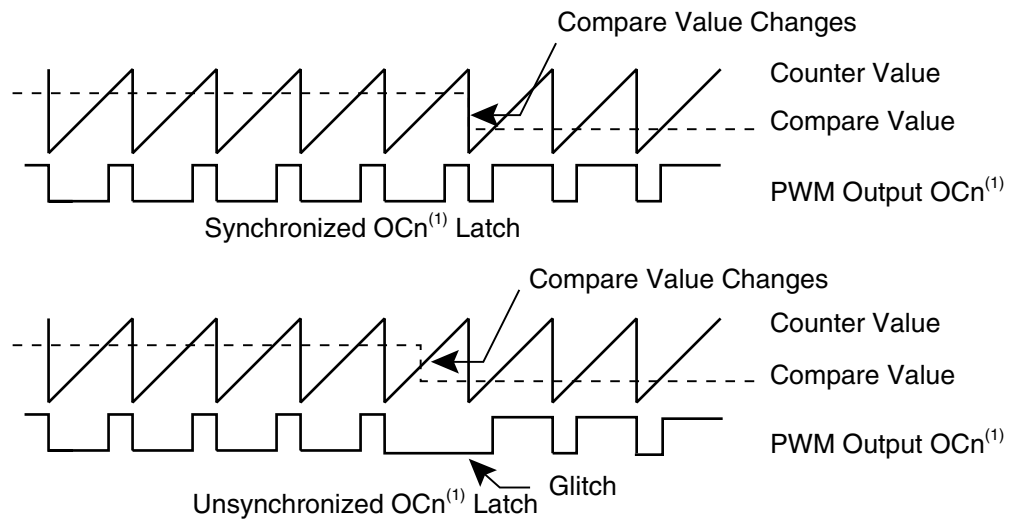 Compare Value Changes
Counter Value
Compare Value
PWM Output OCn(1)
Synchronized OCn(1) Latch
Compare Value Changes
Counter Value
Compare Value
PWM Output OCn(1)
Glitch
Unsynchronized OCn(1) Latch